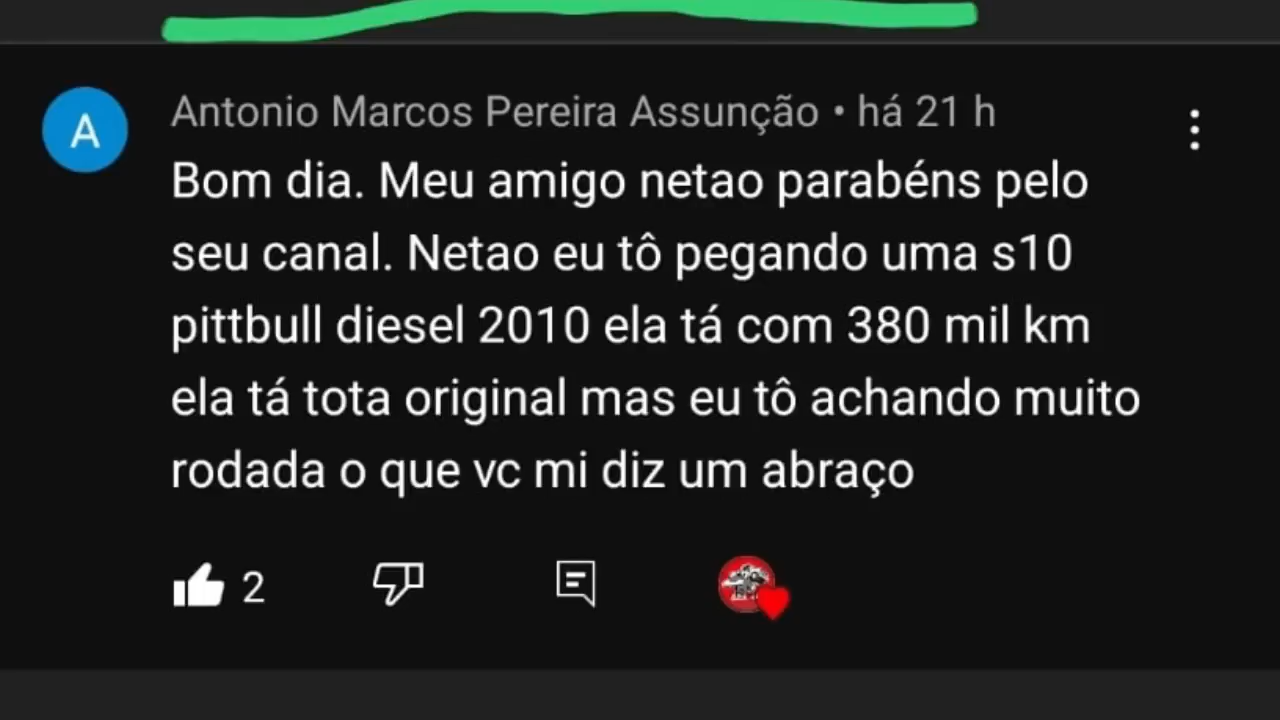 A
Antonio Marcos Pereira Assunção • há 21 h
Bom dia. Meu amigo netao parabéns pelo
seu canal. Netao eu tô pegando uma s10
pittbull diesel 2010 ela tá com 380 mil km
ela tá tota original mas eu tô achando muito
rodada o que vc mi diz um abraço
2